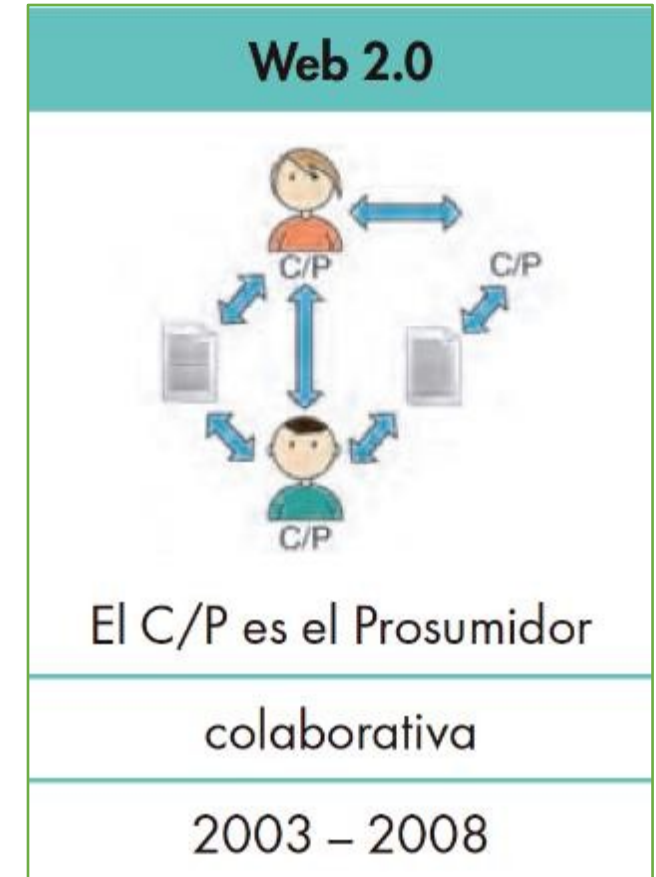 Web 2.0
C/P
C/P
C/P
El C/P es el Prosumidor
colaborativa
2003 – 2008